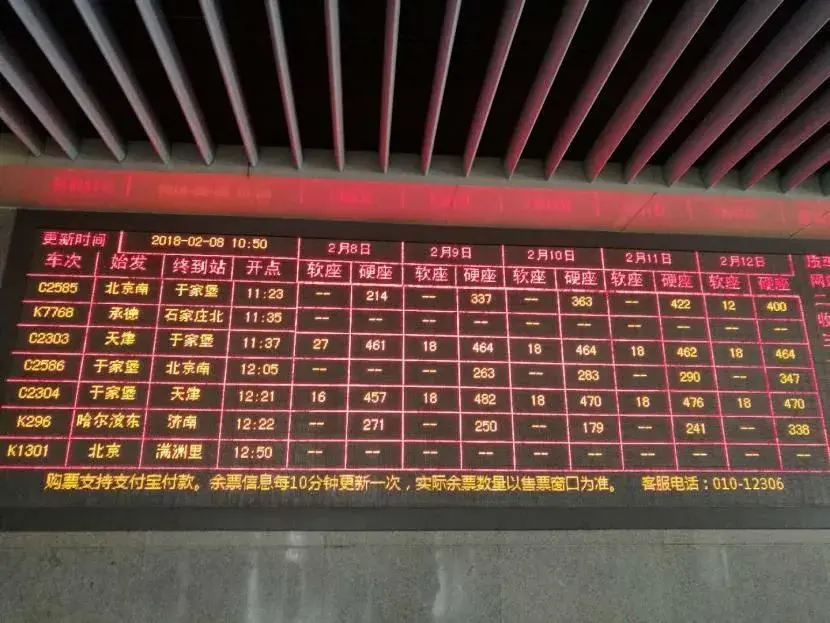 更新时间 2018-02-08 10:50 2月8日 2月9日 2月10日 2月11日 2月12日
车次 始发 终到站 开点 软座 硬座 软座 硬座 软座 硬座 软座 硬座 软座 硬座
C2585 北京南 于家堡 11:23 -- 214 -- 337 -- 363 -- 422 12 400
K7768 承德 石家庄北 11:35 -- -- -- -- -- -- -- -- -- --
C2303 天津 于家堡 11:37 27 461 18 464 18 464 18 462 18 464
C2586 于家堡 北京南 12:05 -- -- -- 263 -- 283 -- 290 -- 347
C2304 于家堡 天津 12:21 16 457 18 482 18 470 18 476 18 470
K296 哈尔滨东 济南 12:22 -- 271 -- 250 -- 179 -- 241 -- 338
K1301 北京 满洲里 12:50 -- -- -- -- -- -- -- -- -- --
购票支持支付宝付款。余票信息每10分钟更新一次，实际余票数量以售票窗口为准。 客服电话:010-12306